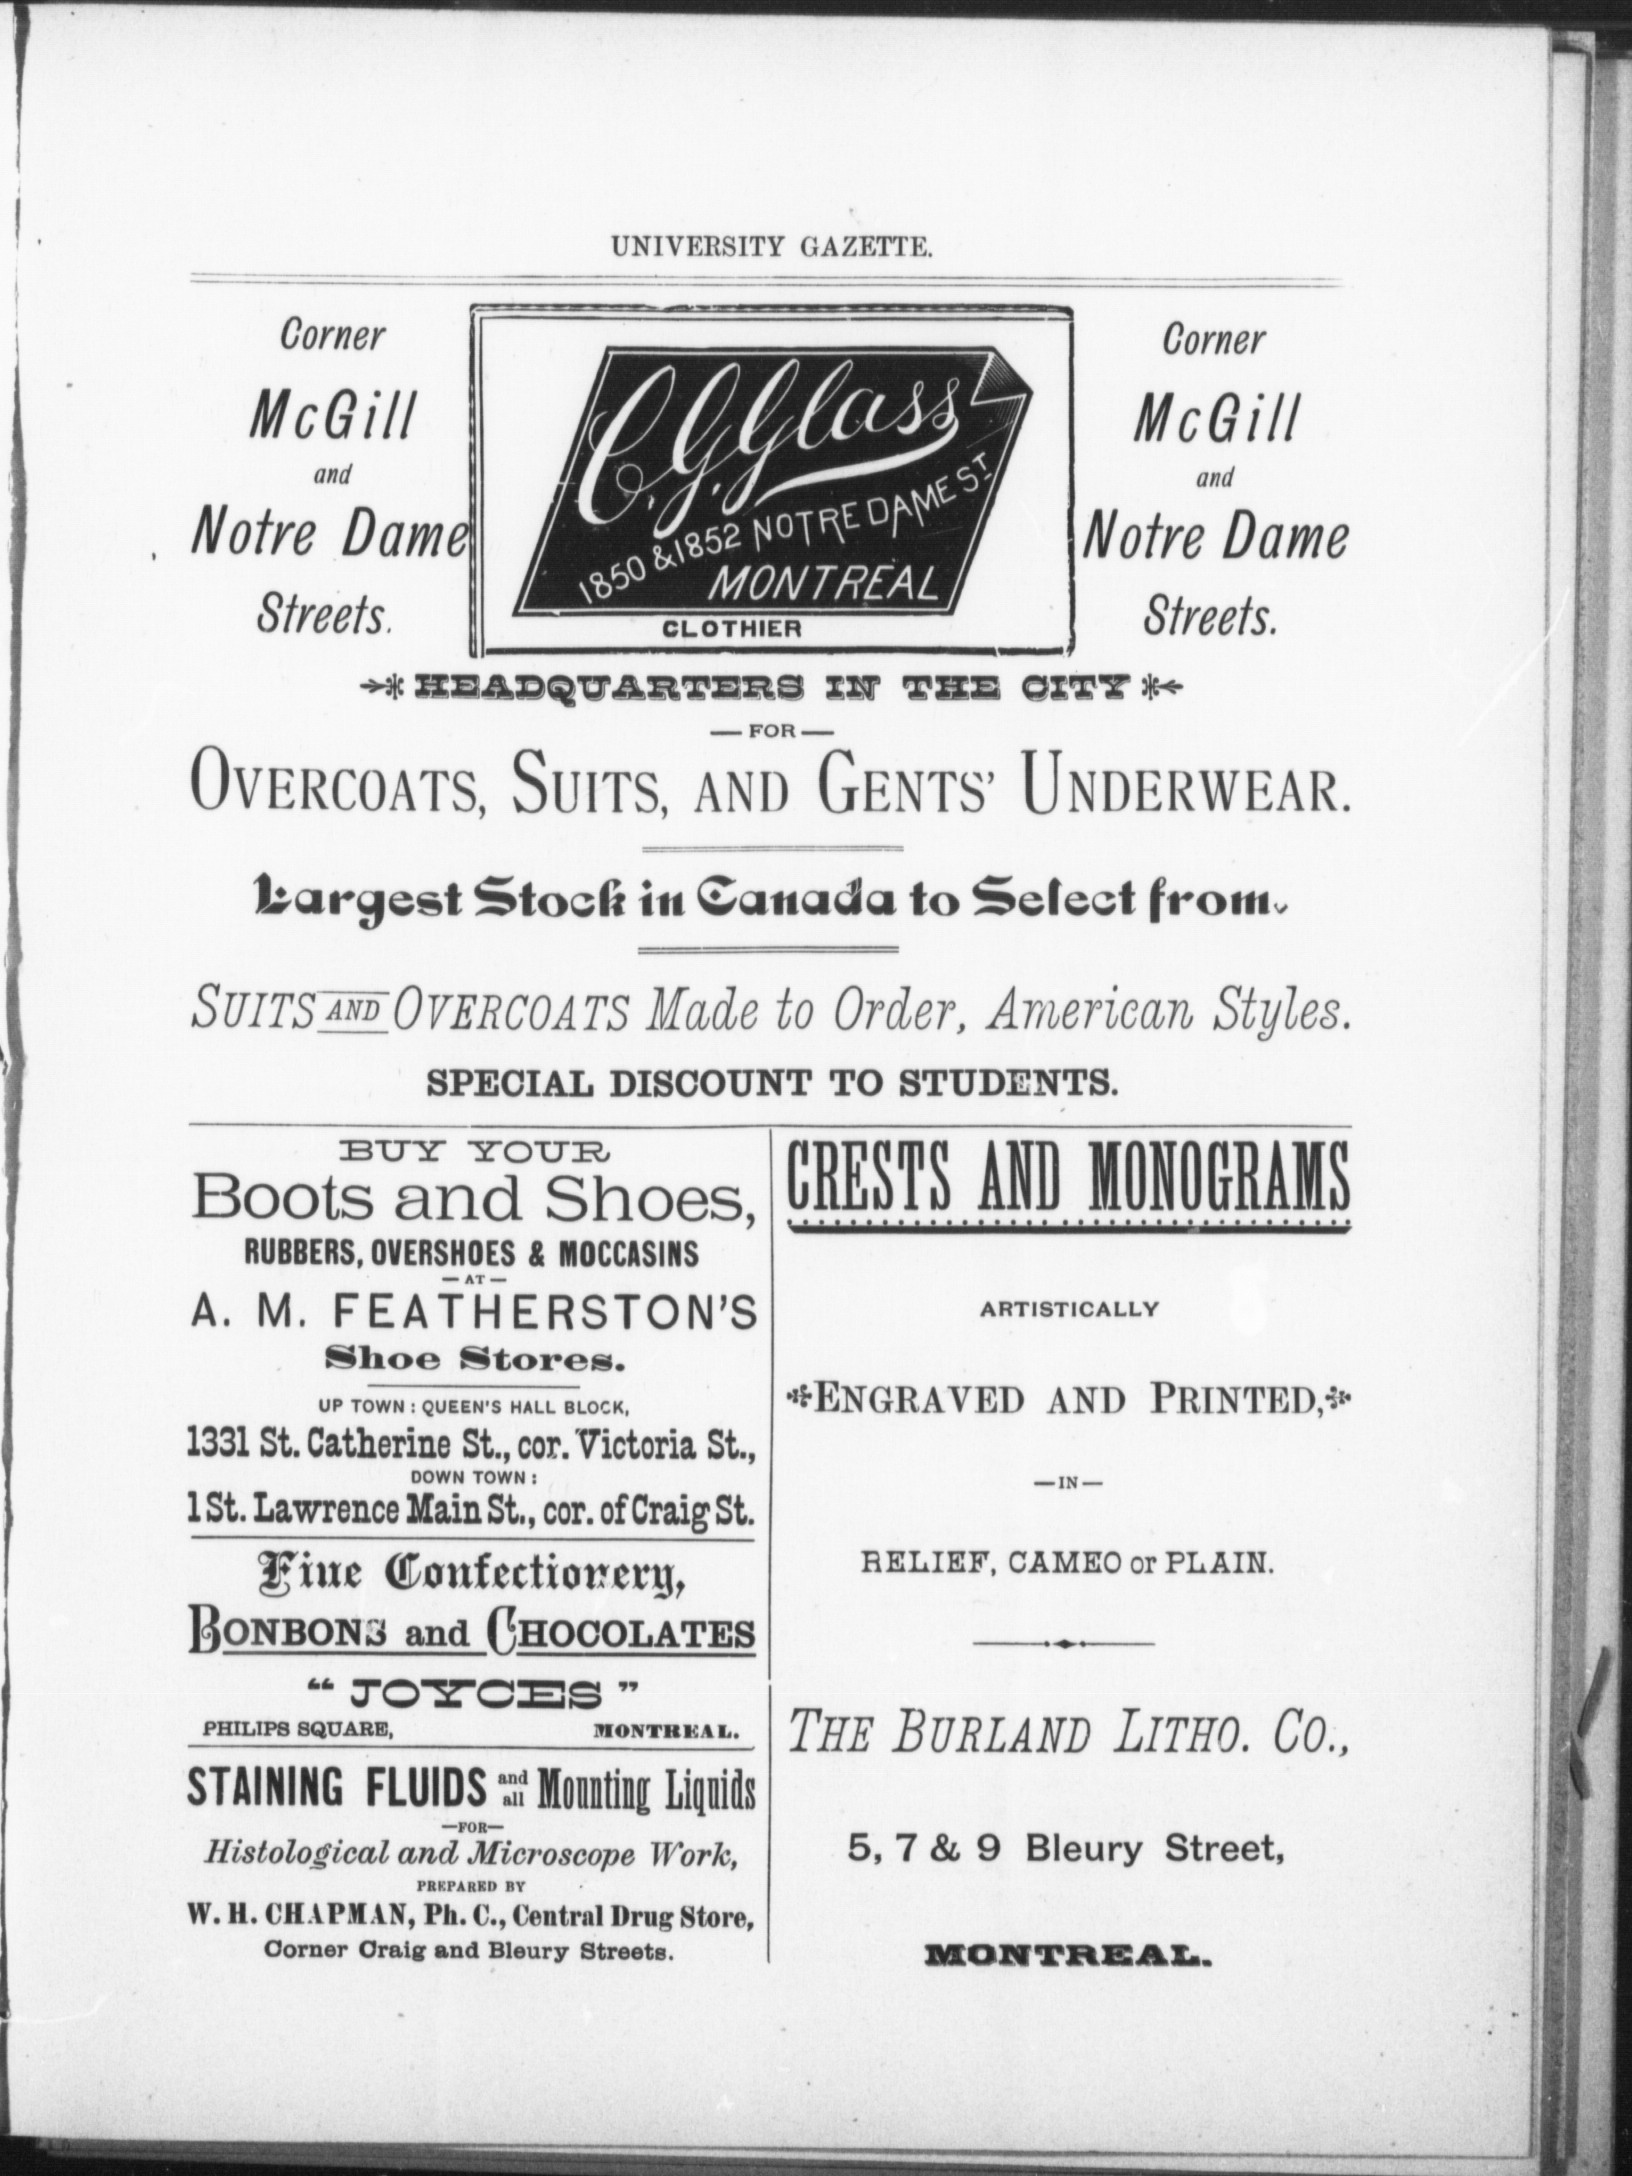 UNIVERSITY GAZETTE.
Corner
McGill
and
Notre Dame
Streets.
C. G. Glass
1850 & 1852 NOTRE DAME ST
MONTREAL
CLOTHIER
Corner
McGill
and
Notre Dame
Streets.
HEADQUARTERS IN THE CITY
— FOR —
OVERCOATS, SUITS, AND GENTS' UNDERWEAR.
Largest Stock in Canada to Select from.
SUITS AND OVERCOATS Made to Order, American Styles.
SPECIAL DISCOUNT TO STUDENTS.
BUY YOUR
Boots and Shoes,
RUBBERS, OVERSHOES & MOCCASINS
— AT —
A. M. FEATHERSTON'S
Shoe Stores.
UP TOWN : QUEEN'S HALL BLOCK,
1331 St. Catherine St., cor. Victoria St.,
DOWN TOWN :
1 St. Lawrence Main St., cor. of Craig St.
Fine Confectionery,
BONBONS and CHOCOLATES
“ JOYCES ”
PHILIPS SQUARE, MONTREAL.
STAINING FLUIDS and all Mounting Liquids
—FOR—
Histological and Microscope Work,
PREPARED BY
W. H. CHAPMAN, Ph. C., Central Drug Store,
Corner Craig and Bleury Streets.
CRESTS AND MONOGRAMS
ARTISTICALLY
ENGRAVED AND PRINTED,
—IN—
RELIEF, CAMEO or PLAIN.
THE BURLAND LITHO. CO.,
5, 7 & 9 Bleury Street,
MONTREAL.